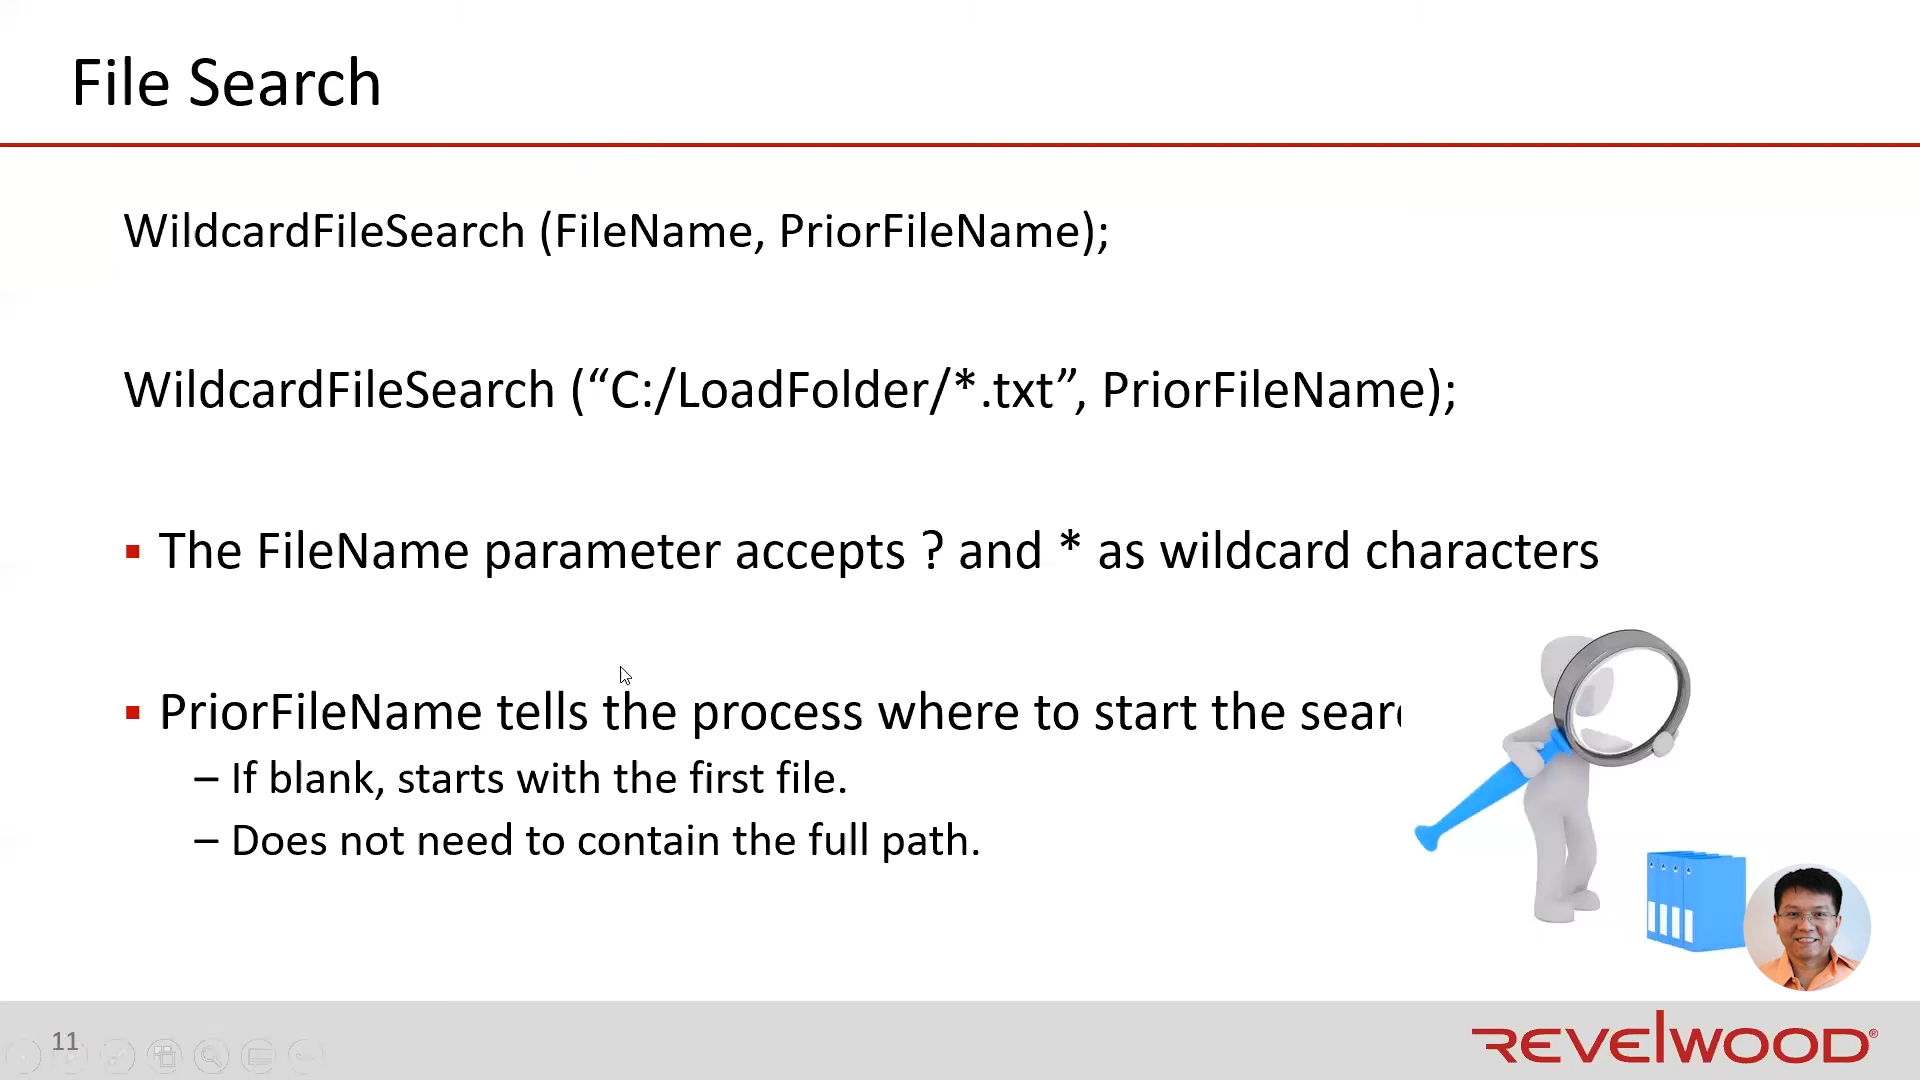 File Search
WildcardFileSearch (FileName, PriorFileName);
WildcardFileSearch (“C:/LoadFolder/*.txt”, PriorFileName);
▪ The FileName parameter accepts ? and * as wildcard characters
▪ PriorFileName tells the process where to start the
– If blank, starts with the first file.
– Does not need to contain the full path.
11
REVELWOOD®